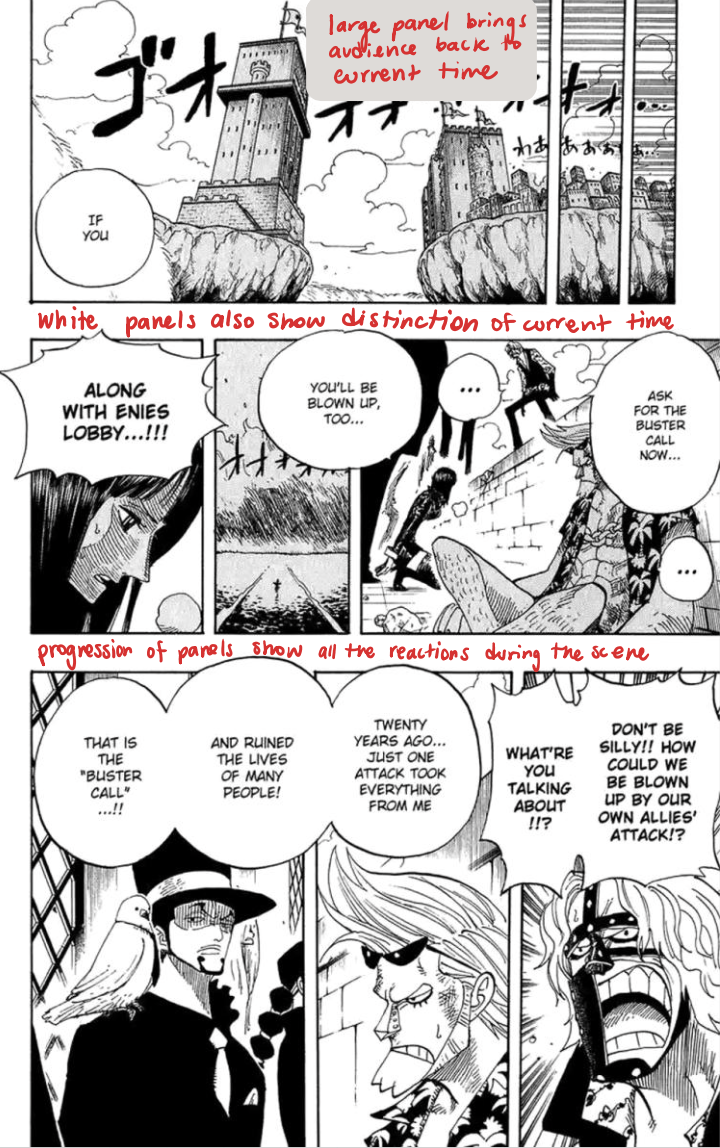 large panel brings
audience back to
current time
ゴオオ
IF
YOU
White panels also show distinction of current time
ASK
FOR THE
BUSTER
CALL
NOW...
...
...
YOU'LL BE
BLOWN UP,
TOO...
オオオオ
ALONG
WITH ENIES
LOBBY...!!!
progression of panels show all the reactions during the scene
DON'T BE
SILLY!! HOW
COULD WE
BE BLOWN
UP BY OUR
OWN ALLIES'
ATTACK!?
WHAT'RE
YOU
TALKING
ABOUT
!!?
TWENTY
YEARS AGO...
JUST ONE
ATTACK TOOK
EVERYTHING
FROM ME
AND RUINED
THE LIVES
OF MANY
PEOPLE!
THAT IS
THE
"BUSTER
CALL"
...!!